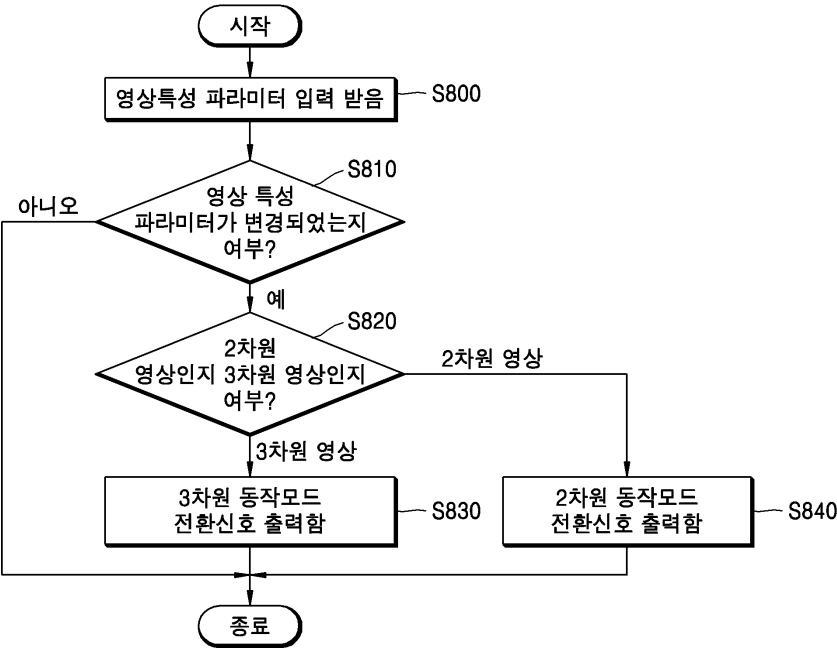 시작
영상특성 파라미터 입력 받음
S800
S810
영상 특성
파라미터가 변경되었는지
여부?
아니오
예
S820
2차원
영상인지 3차원 영상인지
여부?
2차원 영상
3차원 영상
3차원 동작모드
전환신호 출력함
S830
2차원 동작모드
전환신호 출력함
S840
종료